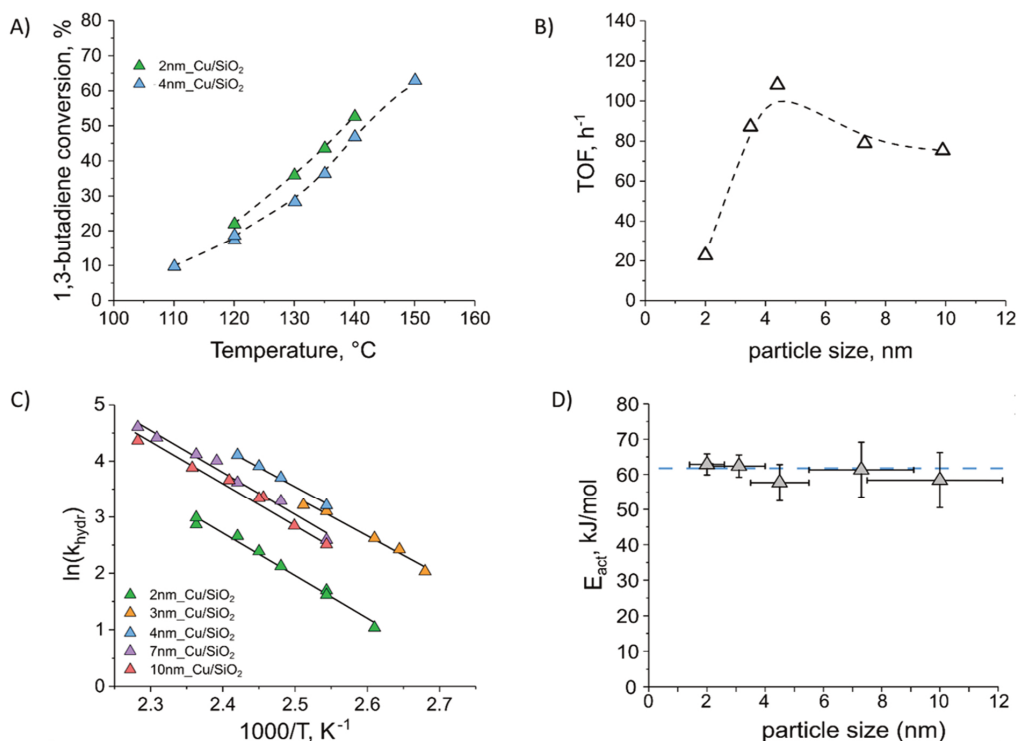 A)
1,3-butadiene conversion, %
80
70
60
50
40
30
20
10
0
2nm_Cu/SiO₂
4nm_Cu/SiO₂
100 110 120 130 140 150 160
Temperature, °C
B)
TOF, h⁻¹
140
120
100
80
60
40
20
0
0 2 4 6 8 10 12
particle size, nm
C)
ln(k_hydr)
5
4
3
2
1
0
2nm_Cu/SiO₂
3nm_Cu/SiO₂
4nm_Cu/SiO₂
7nm_Cu/SiO₂
10nm_Cu/SiO₂
2.3 2.4 2.5 2.6 2.7
1000/T, K⁻¹
D)
E_act, kJ/mol
80
70
60
50
40
30
20
10
0
0 2 4 6 8 10 12
particle size (nm)